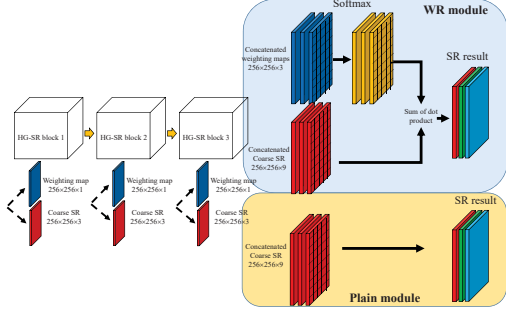 Softmax
WR module
Concatenated
weighting maps
256×256×3
SR result
Sum of dot
product
HG-SR block 1
HG-SR block 2
HG-SR block 3
Concatenated
Coarse SR
256×256×9
Weighting map
256×256×1
Weighting map
256×256×1
Weighting map
256×256×1
Coarse SR
256×256×3
Coarse SR
256×256×3
Coarse SR
256×256×3
SR result
Concatenated
Coarse SR
256×256×9
Plain module